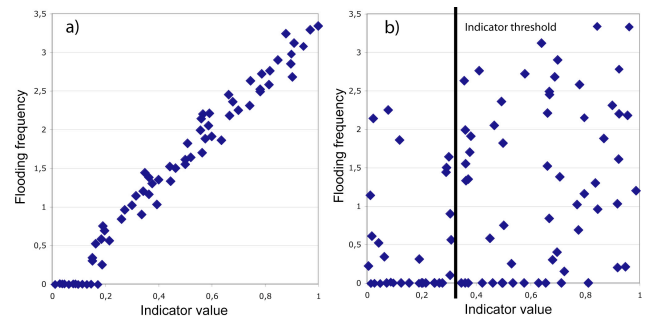 a)
3,5
3
2,5
2
1,5
1
0,5
0
Flooding frequency
0 0,2 0,4 0,6 0,8 1
Indicator value
b)
Indicator threshold
3,5
3
2,5
2
1,5
1
0,5
0
Flooding frequency
0 0,2 0,4 0,6 0,8 1
Indicator value